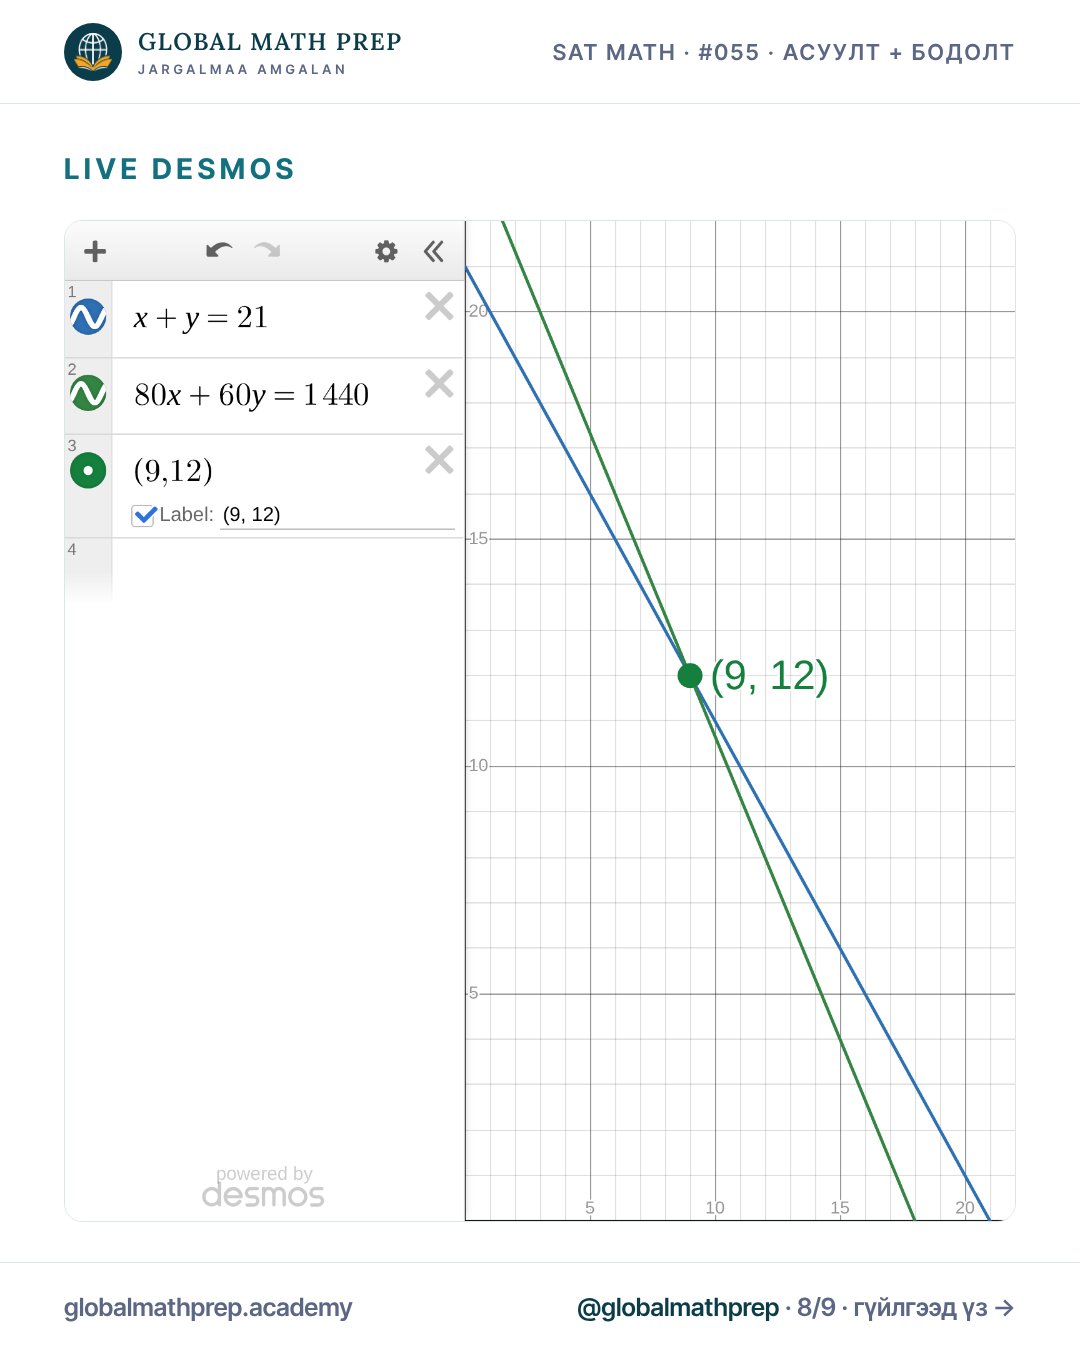 GLOBAL MATH PREP
JARGALMAA AMGALAN
SAT MATH · #055 · АСУУЛТ + БОДОЛТ
LIVE DESMOS
1
x + y = 21
2
80x + 60y = 1440
3
(9,12)
Label: (9, 12)
4
powered by
desmos
20
15
10
5
(9, 12)
5 10 15 20
globalmathprep.academy
@globalmathprep · 8/9 · гүйлгээд үз →